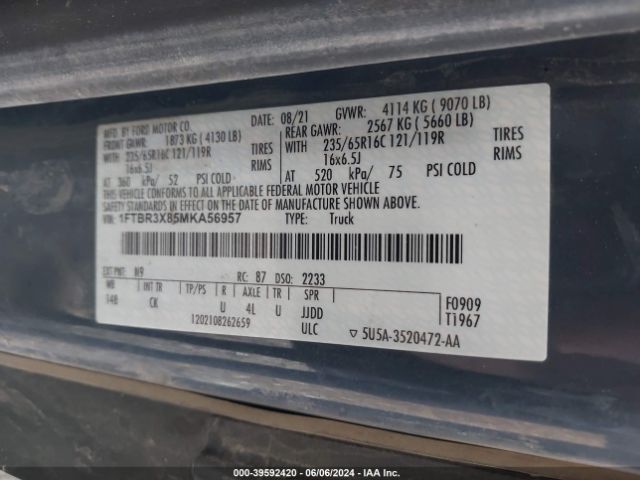 MFD. BY FORD MOTOR CO.
DATE: 08/21 GVWR: 4114 KG ( 9070 LB)
FRONT GAWR: 1873 KG ( 4130 LB) REAR GAWR: 2567 KG ( 5660 LB)
WITH 235/65R16C 121/119R TIRES WITH 235/65R16C 121/119R TIRES
16x6.5J RIMS 16x6.5J RIMS
AT 360 kPa/ 52 PSI COLD AT 520 kPa/ 75 PSI COLD
THIS VEHICLE CONFORMS TO ALL APPLICABLE FEDERAL MOTOR VEHICLE
SAFETY STANDARDS IN EFFECT ON THE DATE OF MANUFACTURE SHOWN ABOVE.
VIN: 1FTBR3X85MKA56957 TYPE: Truck
EXT PNT: N9 RC: 87 DSO: 2233
WB INT TR TP/PS R AXLE TR SPR
148 CK U 4L U JJDD
ULC
1202108262659
F0909
T1967
▽ 5U5A-3520472-AA
000-39592420 - 06/06/2024 - IAA Inc.